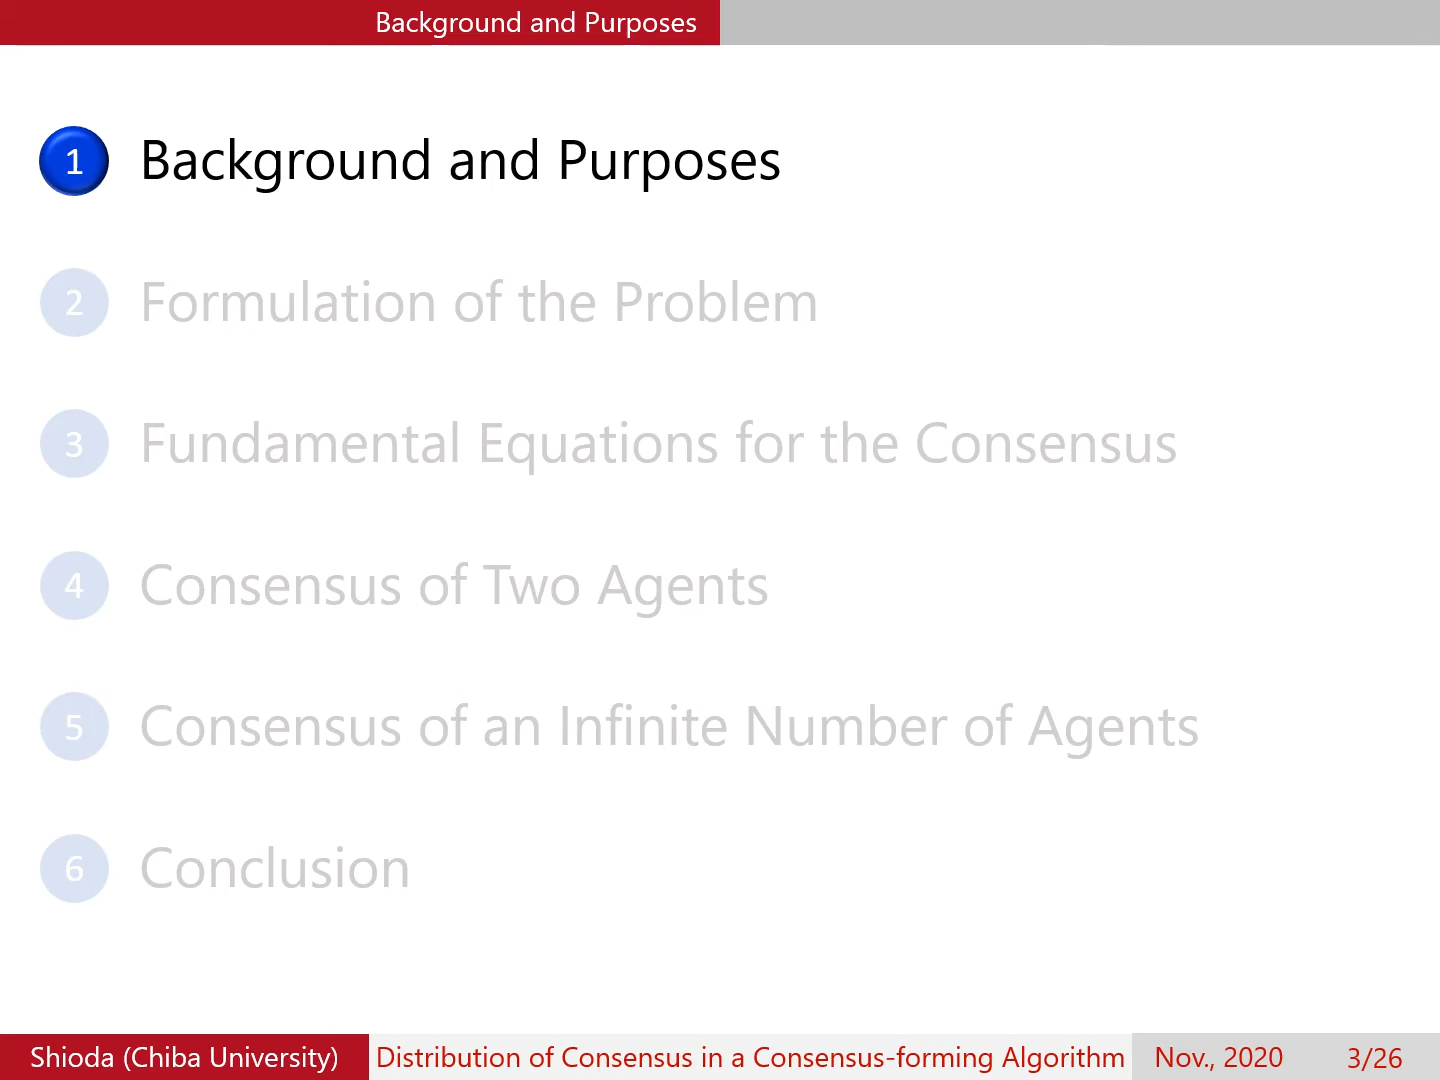 Background and Purposes
1 Background and Purposes
2 Formulation of the Problem
3 Fundamental Equations for the Consensus
4 Consensus of Two Agents
5 Consensus of an Infinite Number of Agents
6 Conclusion
Shioda (Chiba University) Distribution of Consensus in a Consensus-forming Algorithm Nov., 2020 3/26